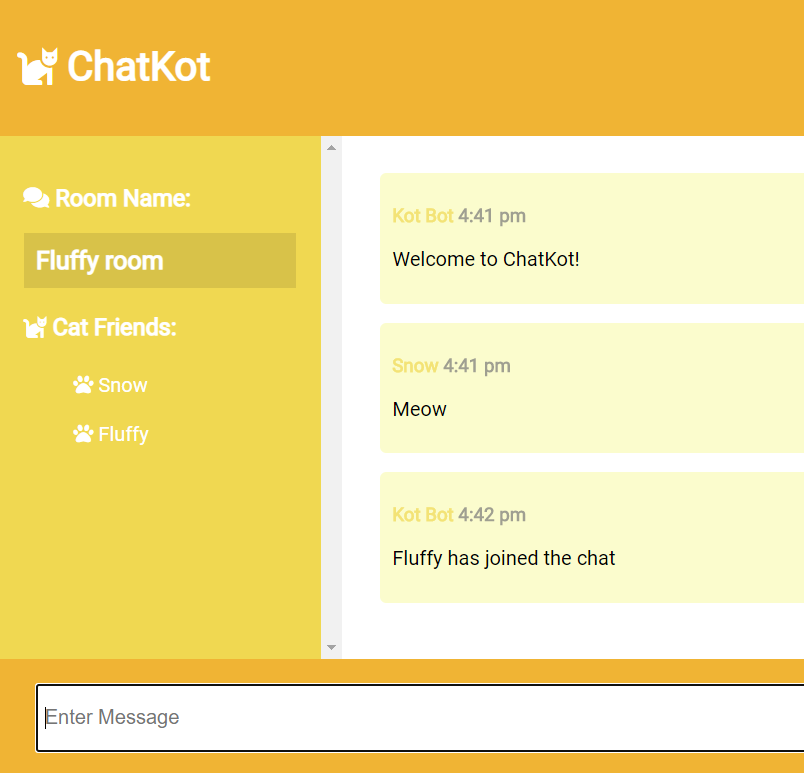 ChatKot
Room Name:
Fluffy room
Cat Friends:
Snow
Fluffy
Kot Bot 4:41 pm
Welcome to ChatKot!
Snow 4:41 pm
Meow
Kot Bot 4:42 pm
Fluffy has joined the chat
Enter Message